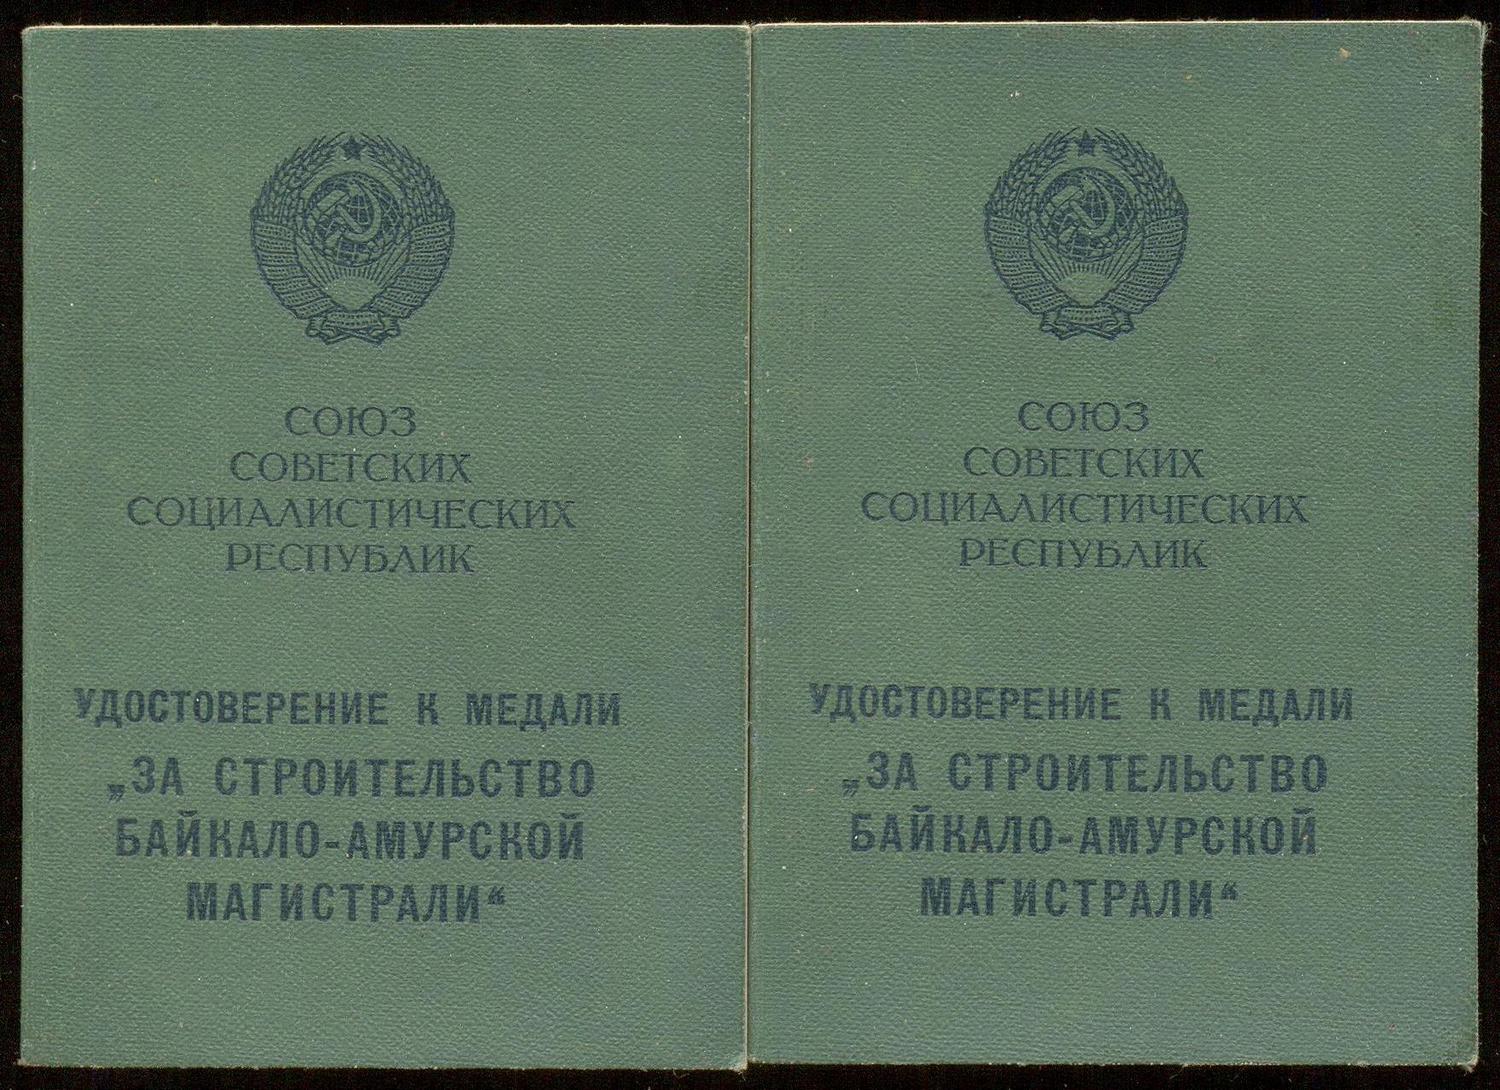 СОЮЗ
СОВЕТСКИХ
СОЦИАЛИСТИЧЕСКИХ
РЕСПУБЛИК
УДОСТОВЕРЕНИЕ К МЕДАЛИ
„ЗА СТРОИТЕЛЬСТВО
БАЙКАЛО-АМУРСКОЙ
МАГИСТРАЛИ“
СОЮЗ
СОВЕТСКИХ
СОЦИАЛИСТИЧЕСКИХ
РЕСПУБЛИК
УДОСТОВЕРЕНИЕ К МЕДАЛИ
„ЗА СТРОИТЕЛЬСТВО
БАЙКАЛО-АМУРСКОЙ
МАГИСТРАЛИ“